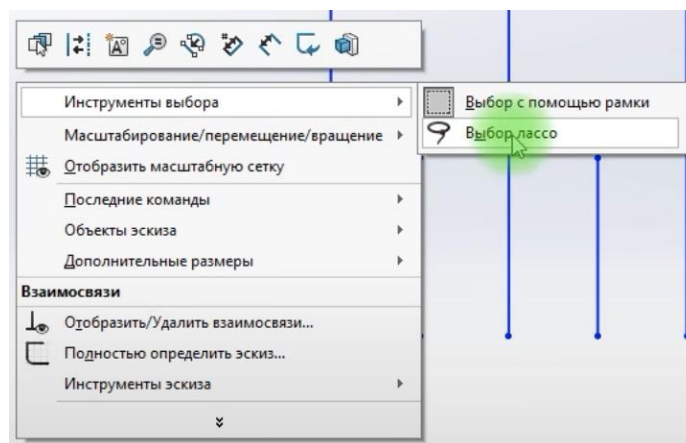 Инструменты выбора
Выбор с помощью рамки
Выбор лассо
Масштабирование/перемещение/вращение
Отобразить масштабную сетку
Последние команды
Объекты эскиза
Дополнительные размеры
Взаимосвязи
Отобразить/Удалить взаимосвязи...
Полностью определить эскиз...
Инструменты эскиза